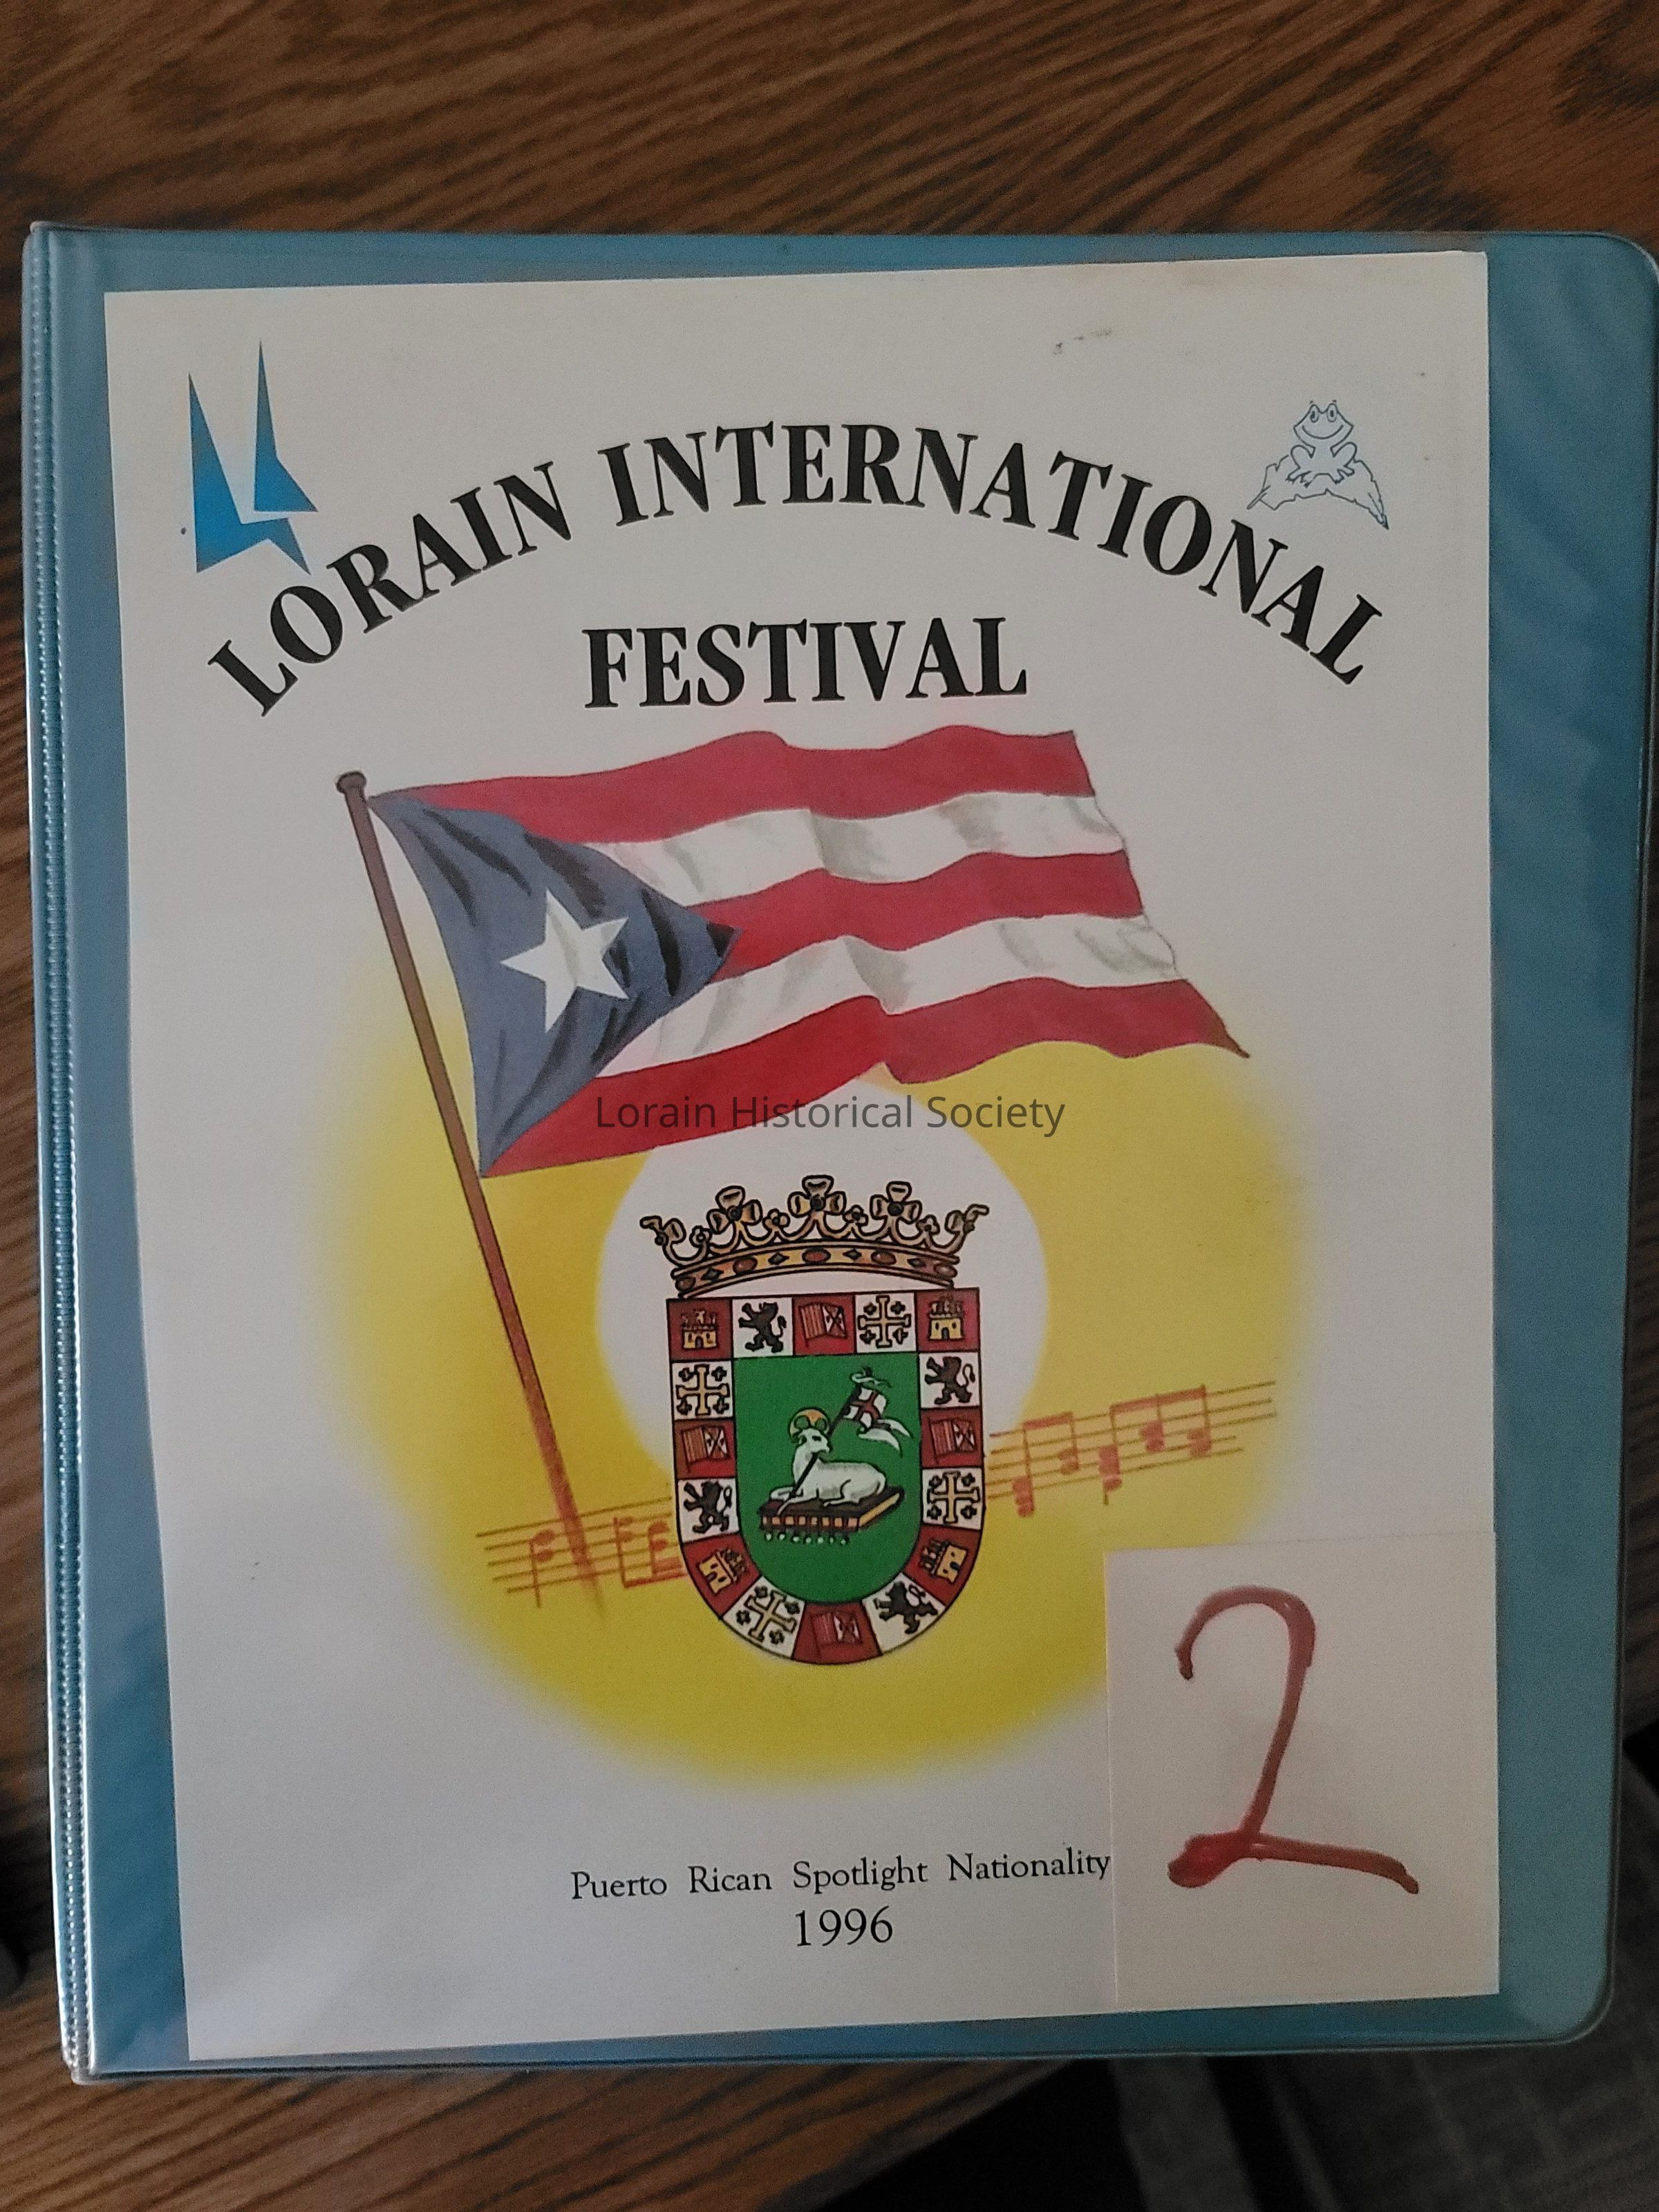 LORAIN INTERNATIONAL
FESTIVAL
Lorain Historical Society
Puerto Rican Spotlight Nationality
1996
2